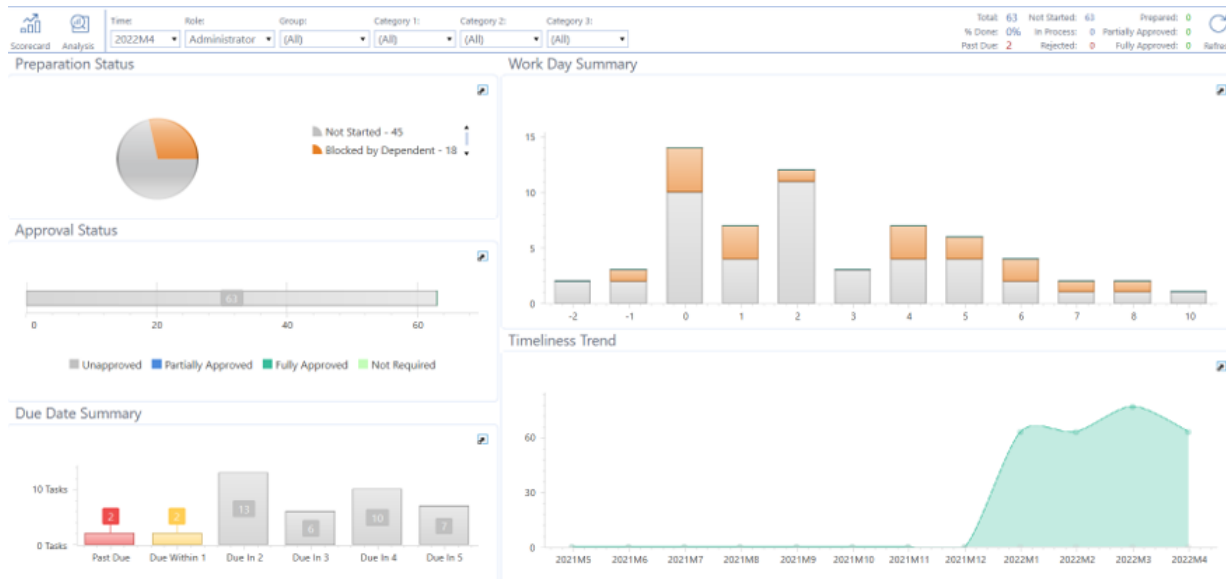 Scorecard Analysis
Time: Role: Group: Category 1: Category 2: Category 3:
2022M4 Administrator (All) (All) (All) (All)
Total: 63 Not Started: 63 Prepared: 0
% Done: 0% In Process: 0 Partially Approved: 0
Past Due: 2 Rejected: 0 Fully Approved: 0 Refres
Preparation Status
Not Started - 45
Blocked by Dependent - 18
Approval Status
63
0 20 40 60
Unapproved Partially Approved Fully Approved Not Required
Due Date Summary
10 Tasks
0 Tasks
2 2 13 6 10 7
Past Due Due Within 1 Due In 2 Due In 3 Due In 4 Due In 5
Work Day Summary
15
10
5
0
-2 -1 0 1 2 3 4 5 6 7 8 10
Timeliness Trend
60
30
0
2021M5 2021M6 2021M7 2021M8 2021M9 2021M10 2021M11 2021M12 2022M1 2022M2 2022M3 2022M4